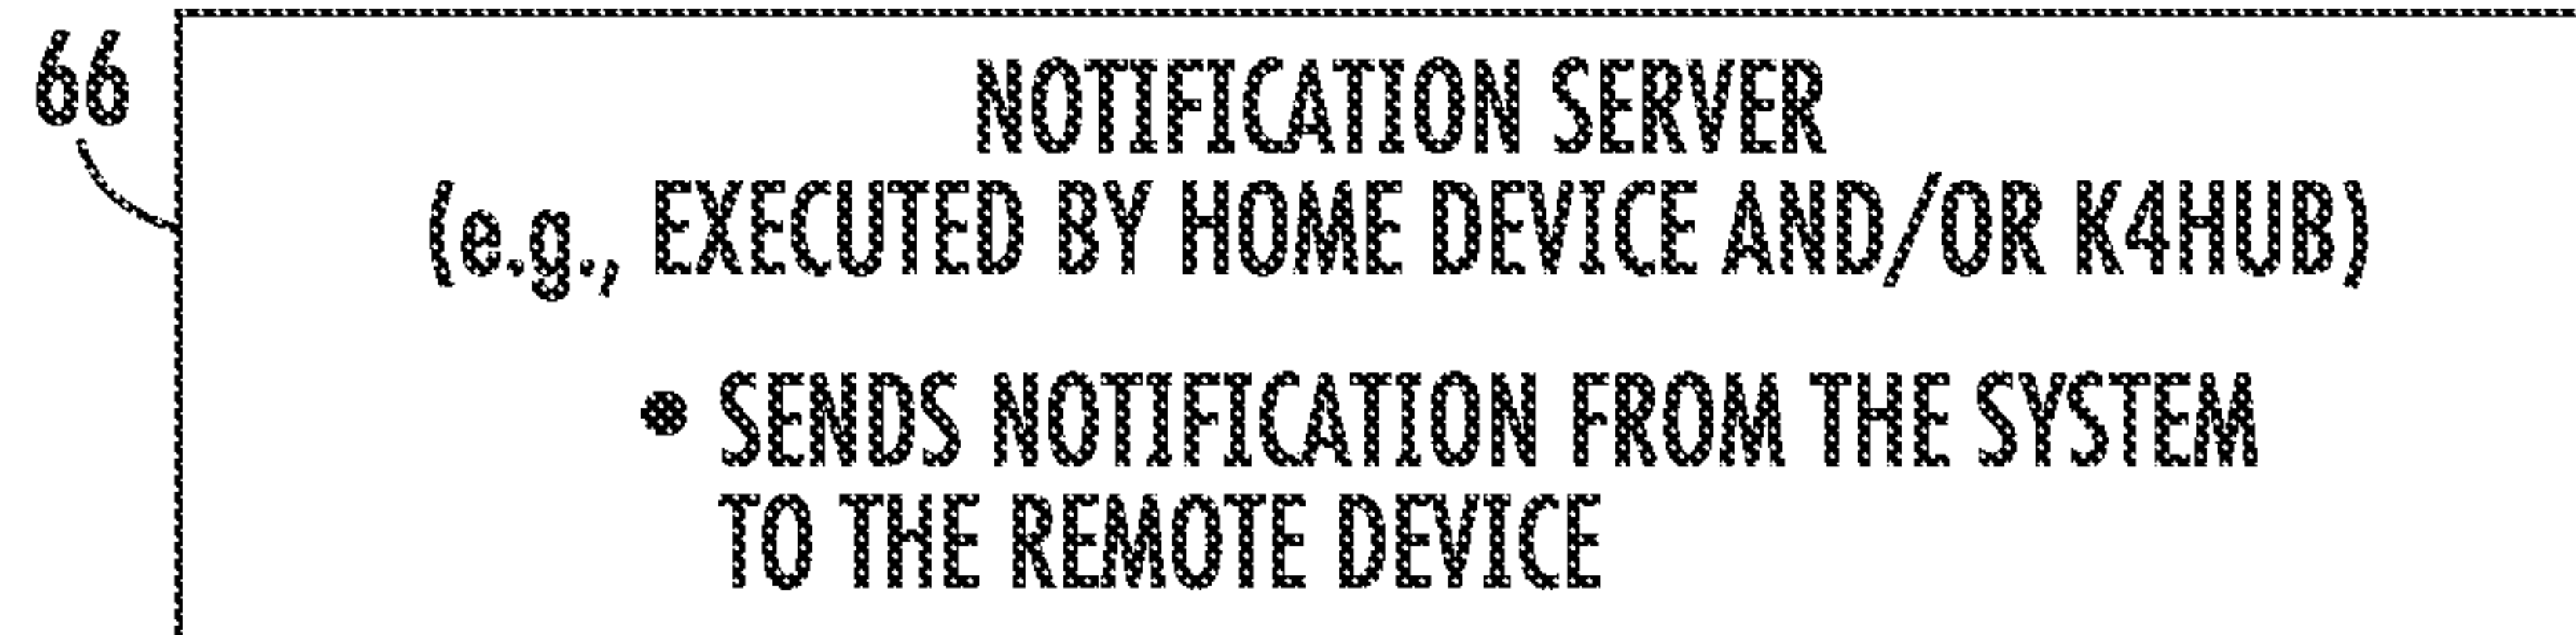 66
NOTIFICATION SERVER
(e.g., EXECUTED BY HOME DEVICE AND/OR K4HUB)
• SENDS NOTIFICATION FROM THE SYSTEM
TO THE REMOTE DEVICE